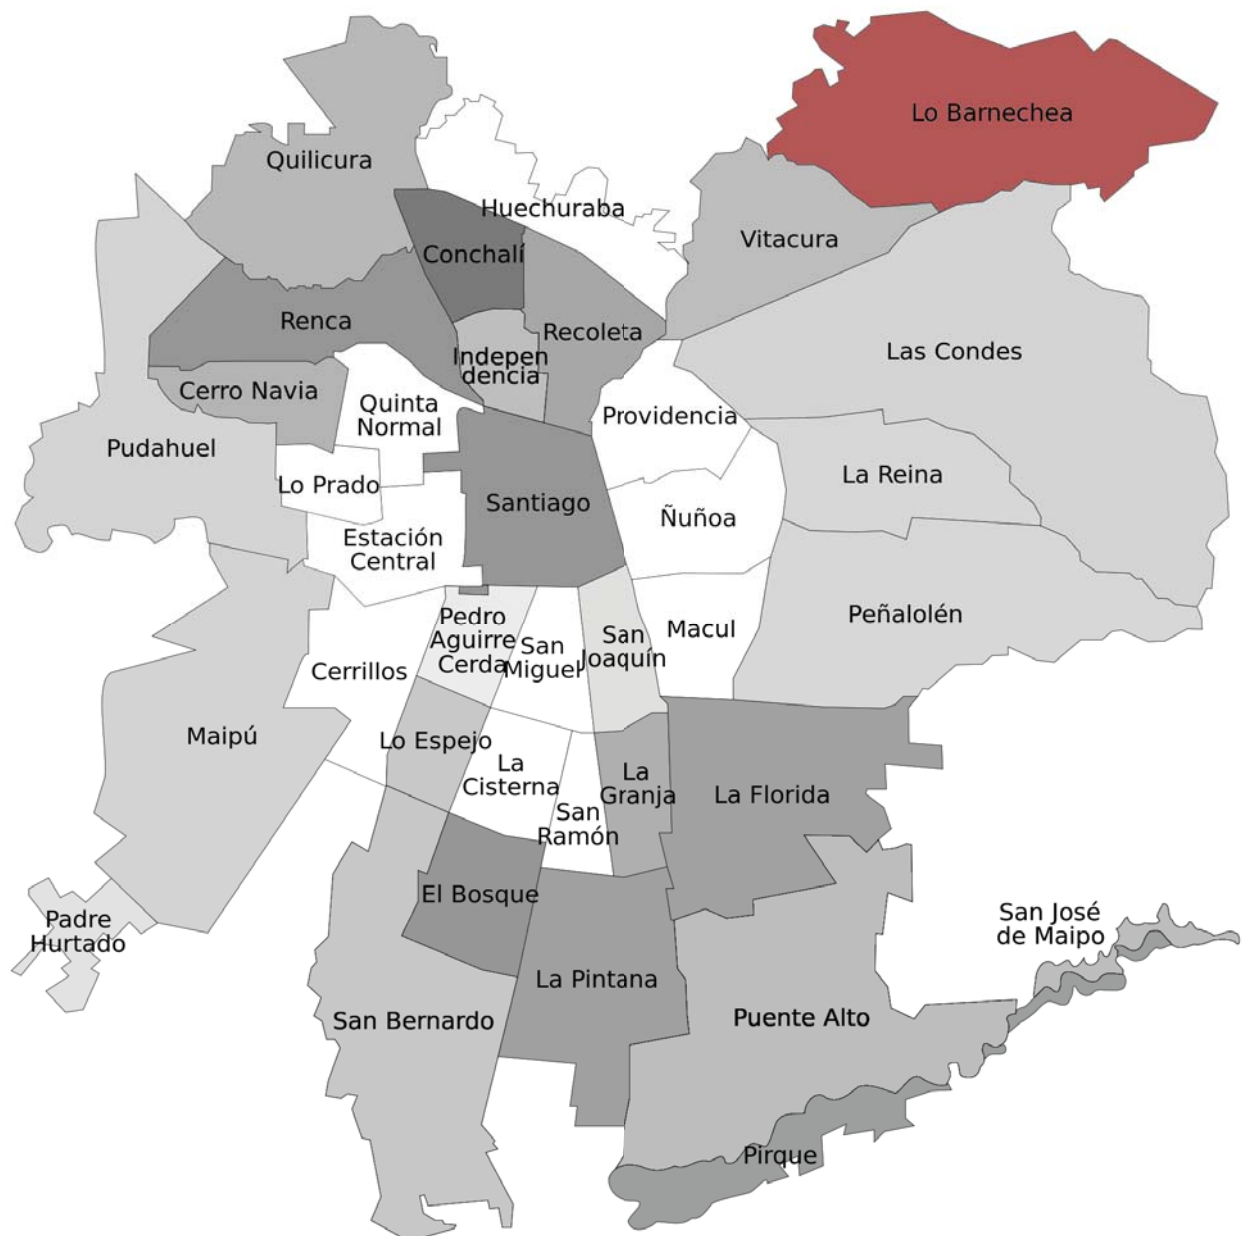 Lo Barnechea
Quilicura
Huechuraba
Vitacura
Conchalí
Renca
Recoleta
Las Condes
Indepen
dencia
Cerro Navia
Quinta
Normal
Providencia
Pudahuel
La Reina
Lo Prado
Santiago
Ñuñoa
Estación
Central
Pedro
Aguirre
Cerda
San
Miguel
San
Joaquín
Macul
Peñalolén
Cerrillos
Maipú
Lo Espejo
La
Cisterna
La
Granja
La Florida
San
Ramón
El Bosque
Padre
Hurtado
San José
de Maipo
La Pintana
San Bernardo
Puente Alto
Pirque